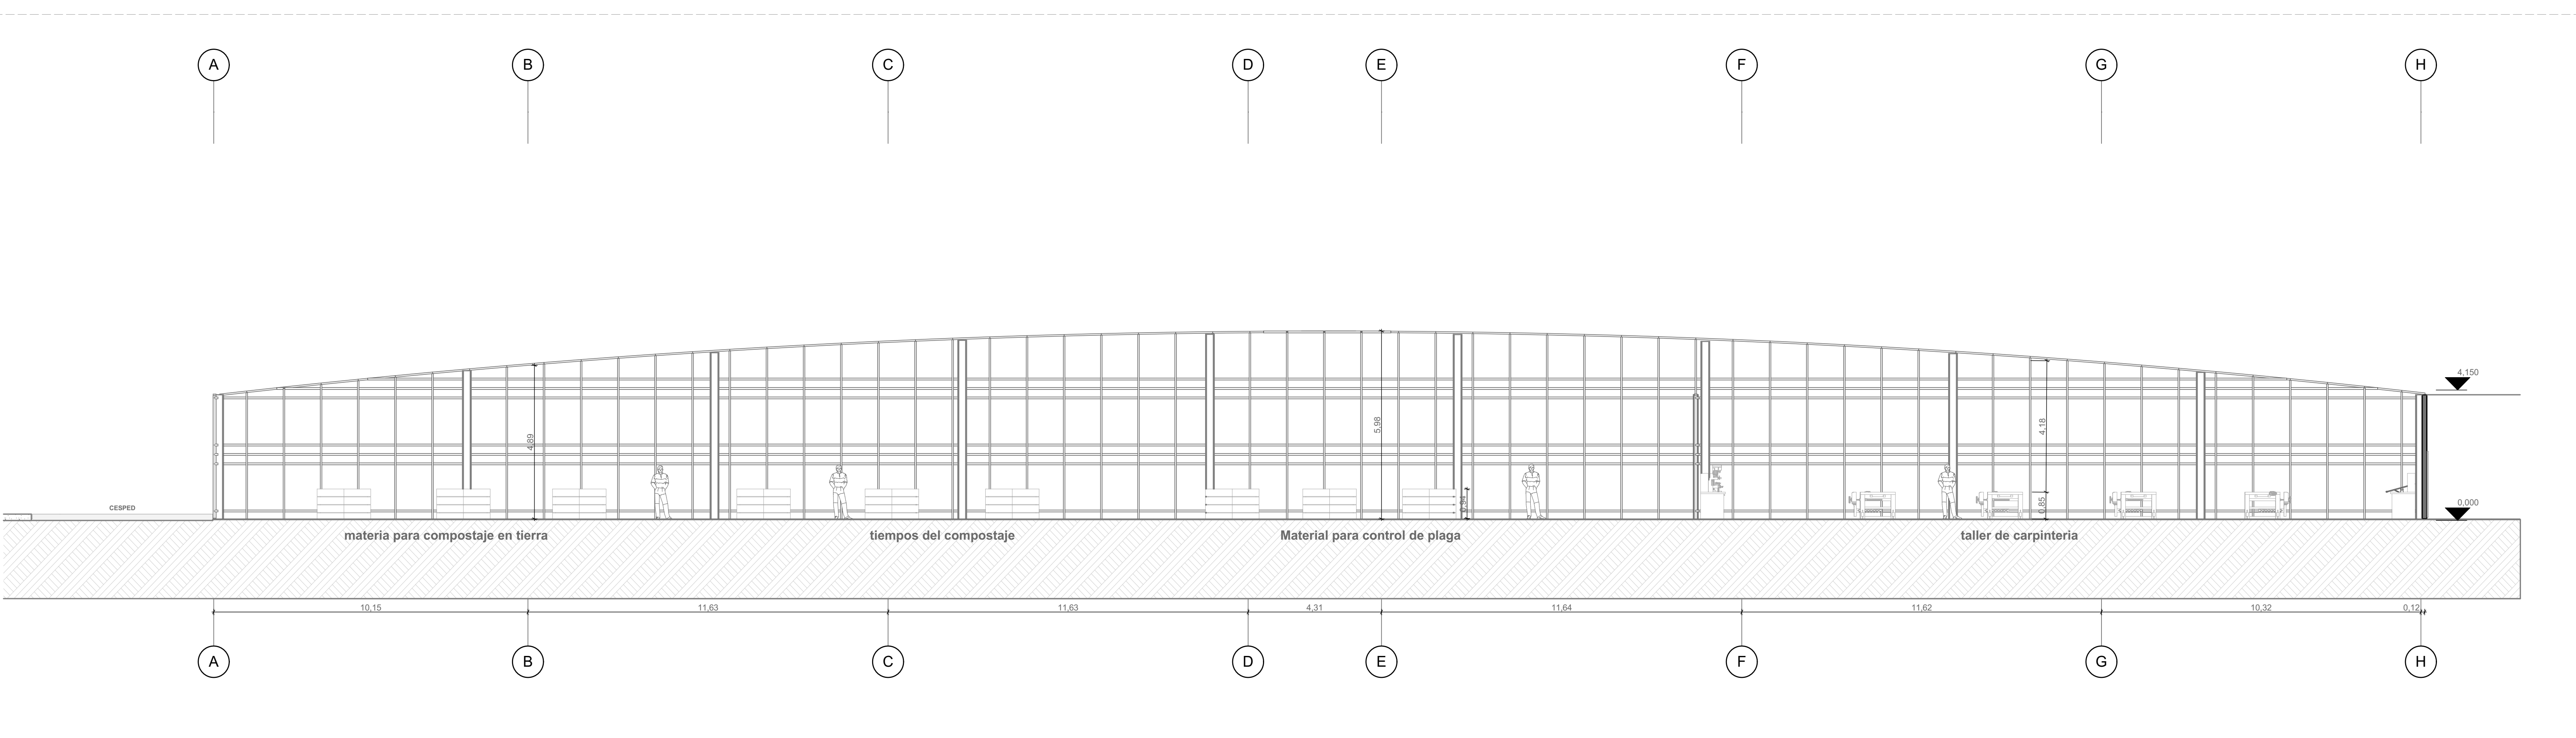 A B C D E F G H
4,150
4,89
5,98
4,18
0,94
0,85
0,000
CESPED
materia para compostaje en tierra
tiempos del compostaje
Material para control de plaga
taller de carpinteria
10,15 11,63 11,63 4,31 11,64 11,62 10,32 0,12
A B C D E F G H